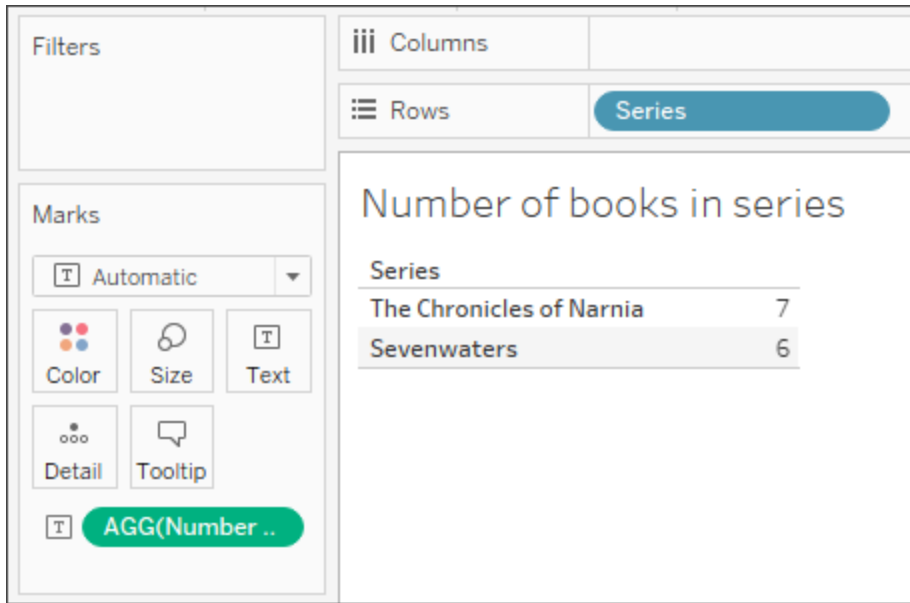 Filters
Columns
Rows
Series
Marks
Automatic
Color
Size
Text
Detail
Tooltip
AGG(Number ..
Number of books in series
Series
The Chronicles of Narnia 7
Sevenwaters 6